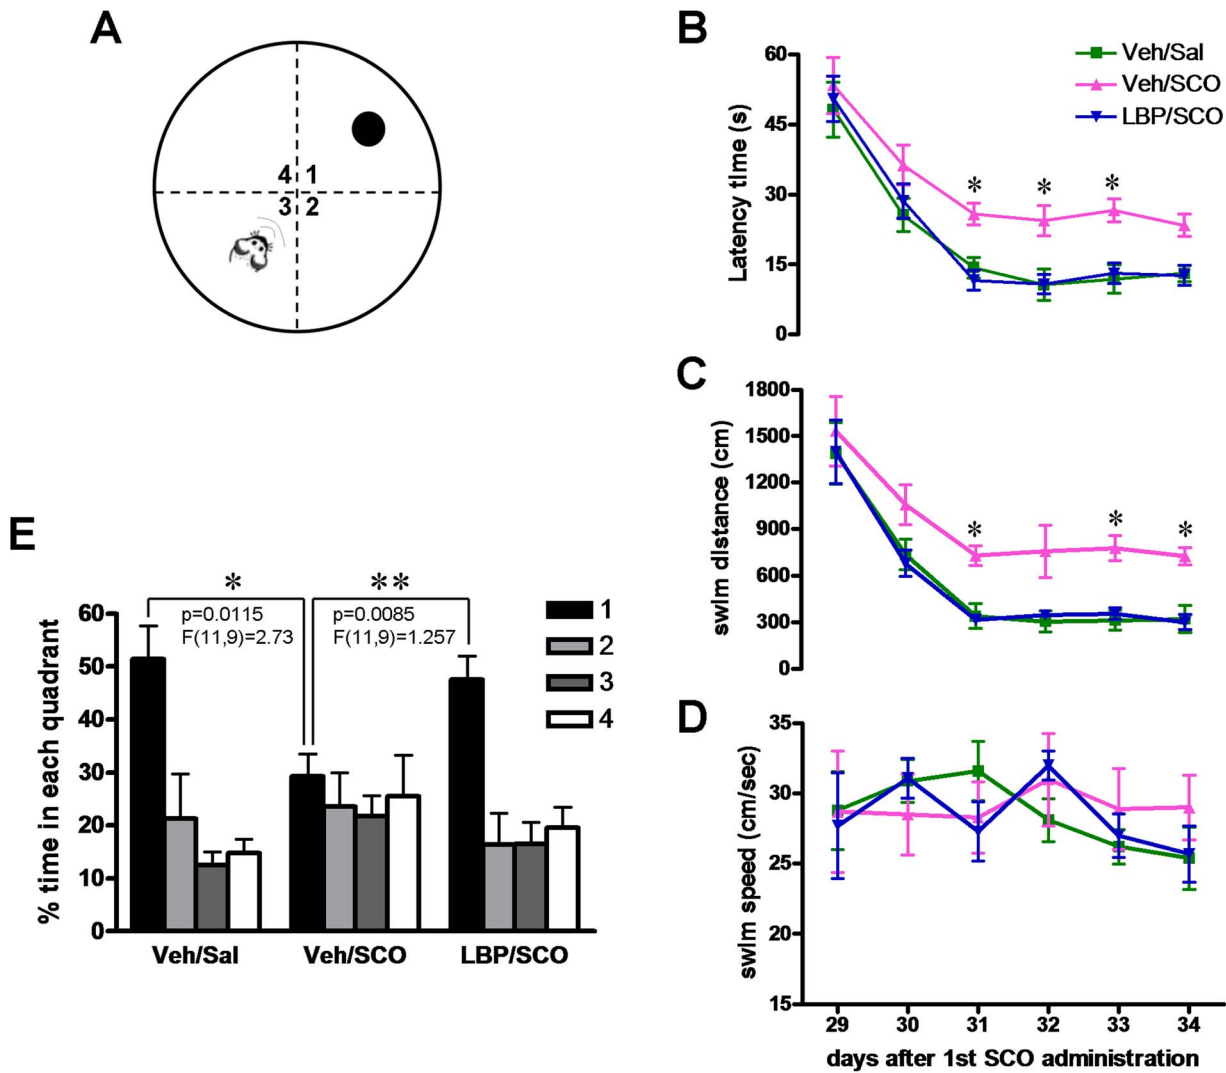 A
4 1
3 2
B
Latency time (s)
60
45
30
15
0
Veh/Sal
Veh/SCO
LBP/SCO
* * *
C
swim distance (cm)
1800
1500
1200
900
600
300
0
* * *
D
swim speed (cm/sec)
35
30
25
20
15
29 30 31 32 33 34
days after 1st SCO administration
E
% time in each quadrant
60
50
40
30
20
10
0
* **
p=0.0115
F(11,9)=2.73
p=0.0085
F(11,9)=1.257
1
2
3
4
Veh/Sal Veh/SCO LBP/SCO